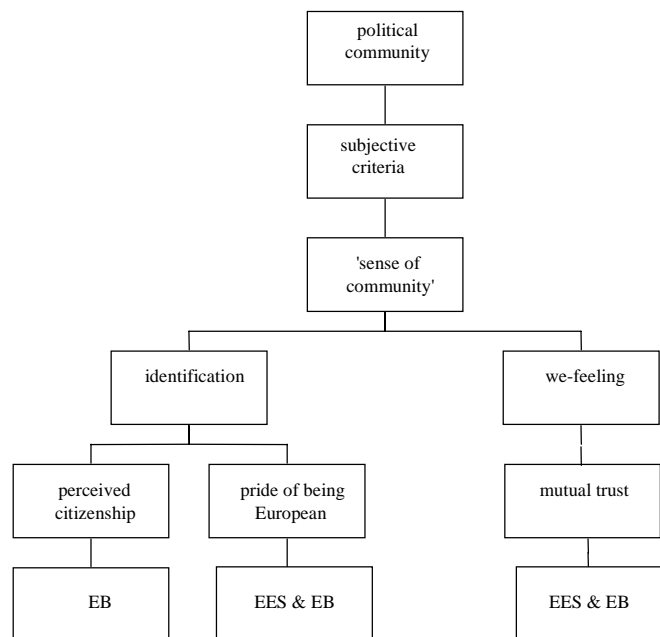 political
community
subjective
criteria
'sense of
community'
identification
we-feeling
perceived
citizenship
pride of being
European
mutual trust
EB
EES & EB
EES & EB